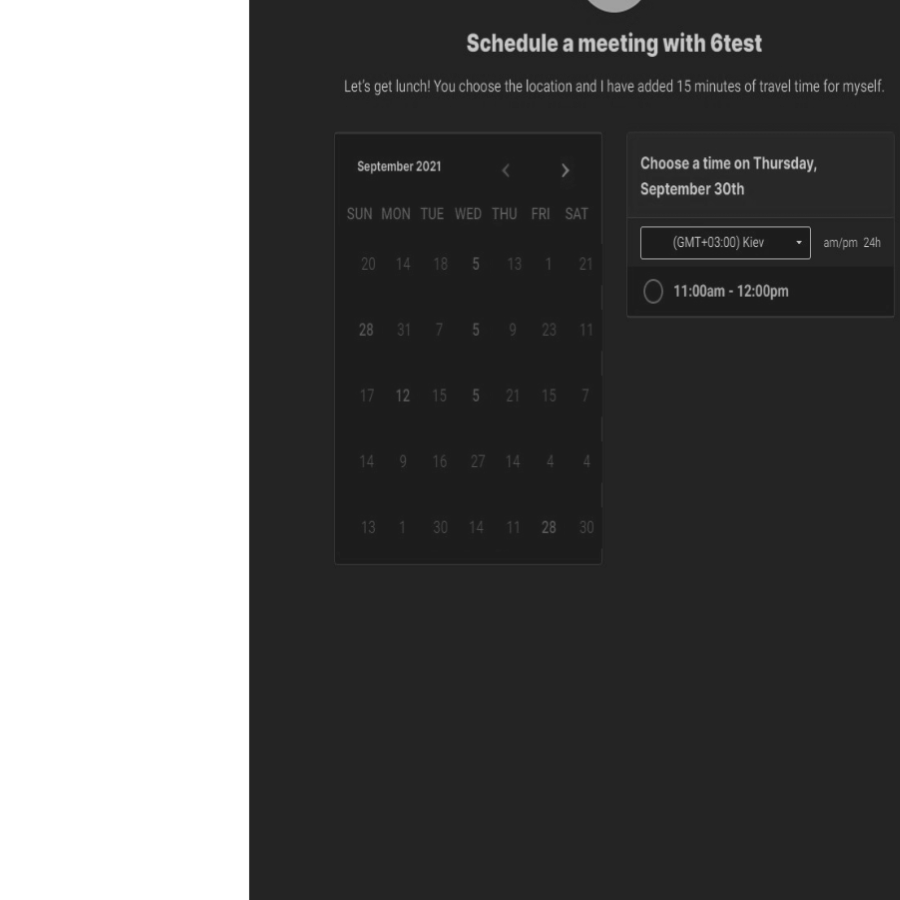 Schedule a meeting with 6test
Let's get lunch! You choose the location and I have added 15 minutes of travel time for myself.
September 2021
SUN MON TUE WED THU FRI SAT
20 14 18 5 13 1 21
28 31 7 5 9 23 11
17 12 15 5 21 15 7
14 9 16 27 14 4 4
13 1 30 14 11 28 30
Choose a time on Thursday,
September 30th
(GMT+03:00) Kiev am/pm 24h
11:00am - 12:00pm